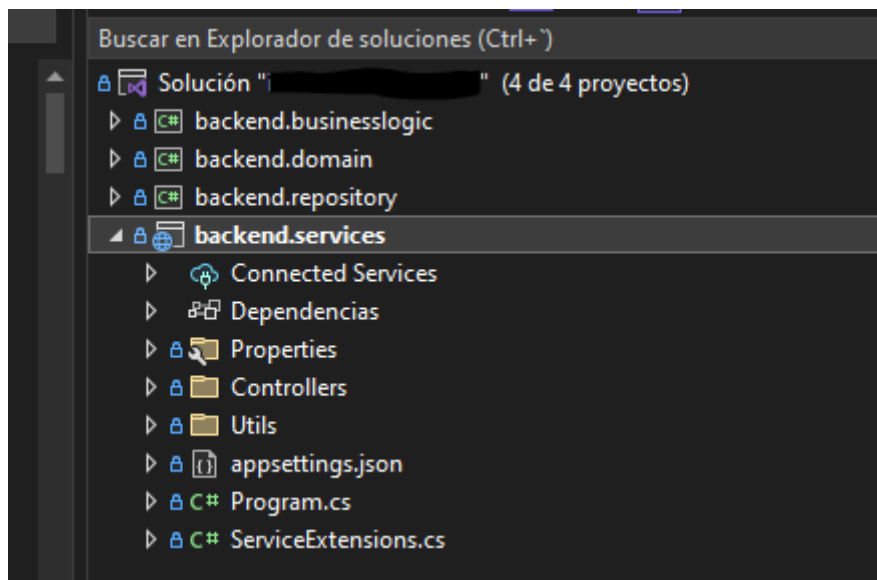 Buscar en Explorador de soluciones (Ctrl+`)
Solución "i" (4 de 4 proyectos)
C# backend.businesslogic
C# backend.domain
C# backend.repository
backend.services
Connected Services
Dependencias
Properties
Controllers
Utils
appsettings.json
C# Program.cs
C# ServiceExtensions.cs